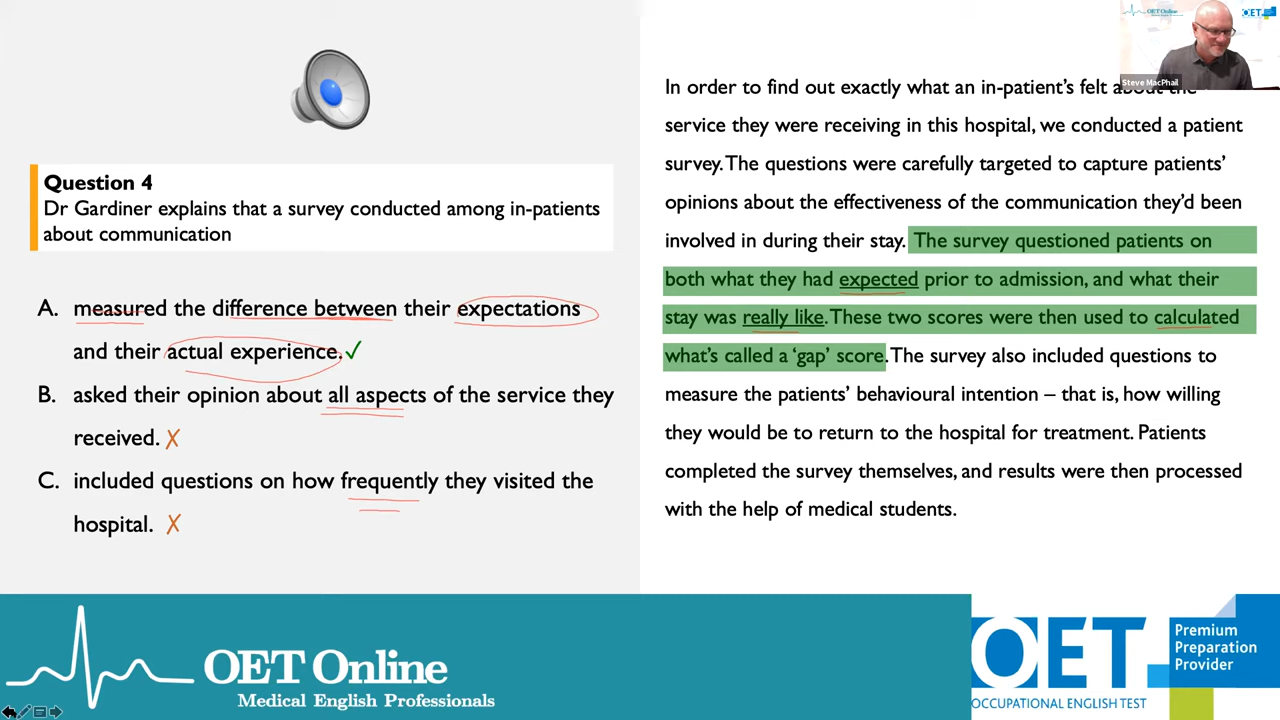 Question 4
Dr Gardiner explains that a survey conducted among in-patients
about communication
A. measured the difference between their expectations
and their actual experience. ✓
B. asked their opinion about all aspects of the service they
received. X
C. included questions on how frequently they visited the
hospital. X
In order to find out exactly what an in-patient's felt about the
service they were receiving in this hospital, we conducted a patient
survey. The questions were carefully targeted to capture patients'
opinions about the effectiveness of the communication they'd been
involved in during their stay. The survey questioned patients on
both what they had expected prior to admission, and what their
stay was really like. These two scores were then used to calculated
what's called a 'gap' score. The survey also included questions to
measure the patients' behavioural intention – that is, how willing
they would be to return to the hospital for treatment. Patients
completed the survey themselves, and results were then processed
with the help of medical students.
OET Online
OET
Steve MacPhail
OET Online
Medical English Professionals
OET
OCCUPATIONAL ENGLISH TEST
Premium
Preparation
Provider